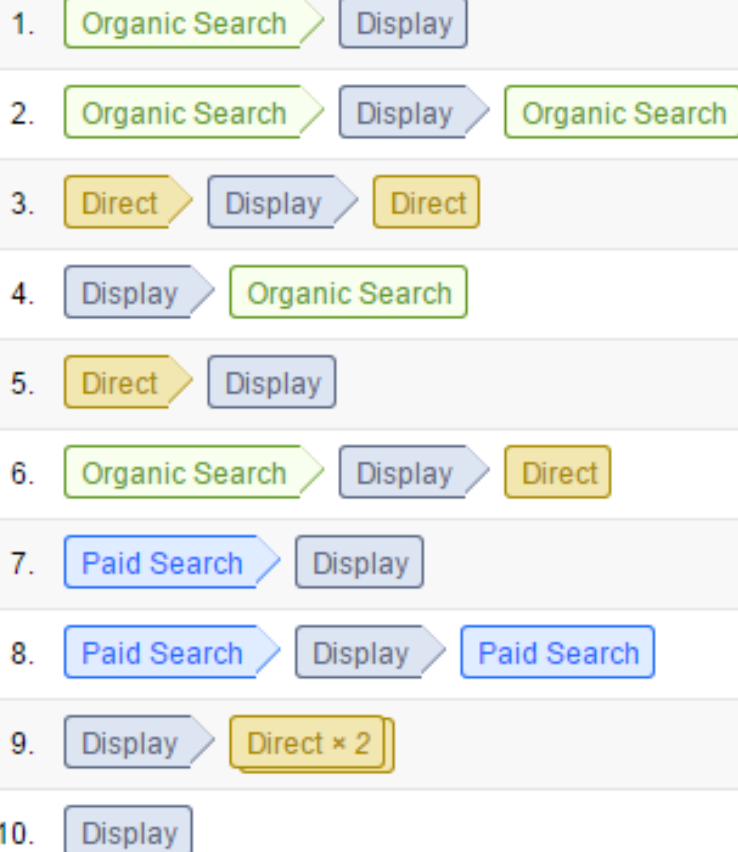 1. Organic Search Display
2. Organic Search Display Organic Search
3. Direct Display Direct
4. Display Organic Search
5. Direct Display
6. Organic Search Display Direct
7. Paid Search Display
8. Paid Search Display Paid Search
9. Display Direct × 2
10. Display